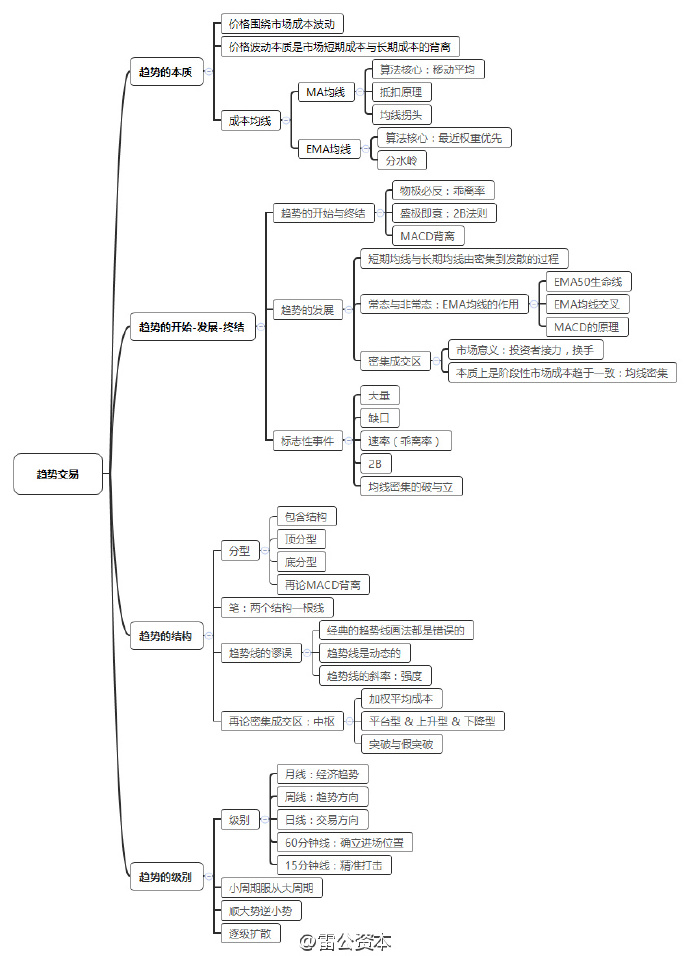 价格围绕市场成本波动
价格波动本质是市场短期成本与长期成本的背离
趋势的本质
算法核心：移动平均
MA均线
抵扣原理
均线拐头
成本均线
算法核心：最近权重优先
EMA均线
分水岭
物极必反：乖离率
趋势的开始与终结
盛极即衰：2B法则
MACD背离
短期均线与长期均线由密集到发散的过程
EMA50生命线
趋势的发展
常态与非常态：EMA均线的作用
EMA均线交叉
趋势的开始-发展-终结
MACD的原理
市场意义：投资者接力，换手
密集成交区
本质上是阶段性市场成本趋于一致：均线密集
天量
缺口
标志性事件
速率（乖离率）
2B
均线密集的破与立
趋势交易
包含结构
顶分型
分型
底分型
再论MACD背离
笔：两个结构一根线
趋势的结构
经典的趋势线画法都是错误的
趋势线的谬误
趋势线是动态的
趋势线的斜率：强度
加权平均成本
再论密集成交区：中枢
平台型 & 上升型 & 下降型
突破与假突破
月线：经济趋势
周线：趋势方向
级别
日线：交易方向
60分钟线：确立进场位置
15分钟线：精准打击
趋势的级别
小周期服从大周期
顺大势逆小势
逐级扩散
@雷公资本